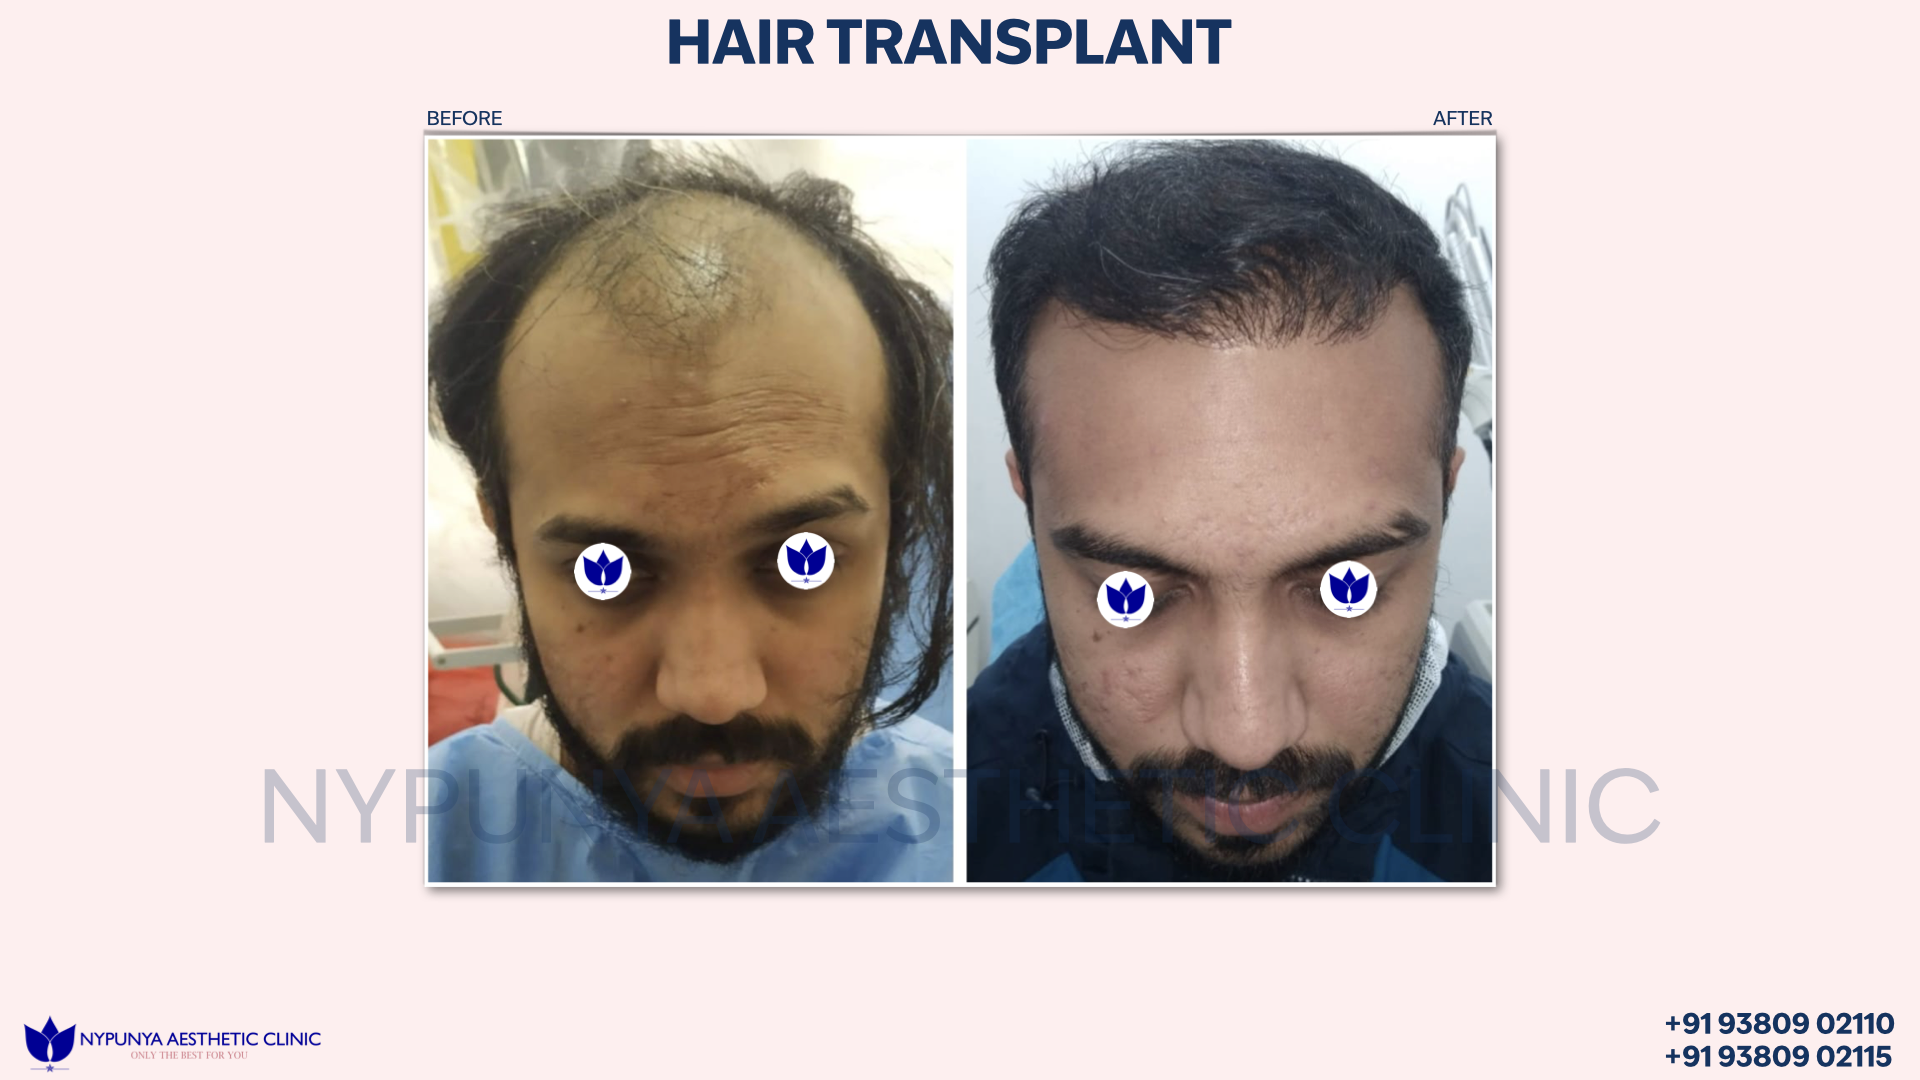 HAIR TRANSPLANT
BEFORE
AFTER
NYPUNYA AESTHETIC CLINIC
NYPUNYA AESTHETIC CLINIC
ONLY THE BEST FOR YOU
+91 93809 02110
+91 93809 02115